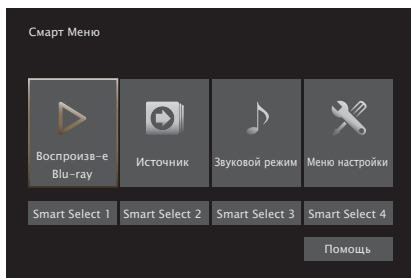 Смарт Меню
Воспроизв-е
Blu-ray
Источник
Звуковой режим
Меню настройки
Smart Select 1
Smart Select 2
Smart Select 3
Smart Select 4
Помощь